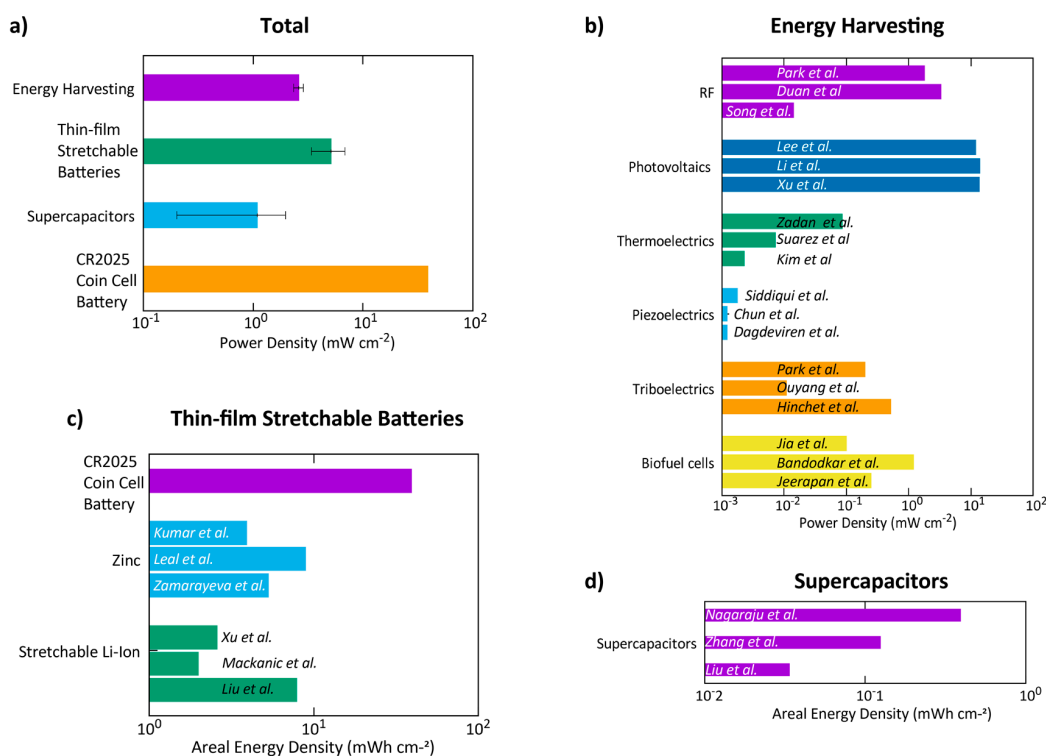 a)
Total
Energy Harvesting
Thin-film
Stretchable
Batteries
Supercapacitors
CR2025
Coin Cell
Battery
10-1
100
101
102
Power Density (mW cm-2)
b)
Energy Harvesting
RF
Park et al.
Duan et al
Song et al.
Photovoltaics
Lee et al.
Li et al.
Xu et al.
Thermoelectrics
Zadan et al.
Suarez et al
Kim et al
Piezoelectrics
Siddiqui et al.
Chun et al.
Dagdeviren et al.
Triboelectrics
Park et al.
Ouyang et al.
Hinchet et al.
Biofuel cells
Jia et al.
Bandodkar et al.
Jeerapan et al.
10-3
10-2
10-1
100
101
102
Power Density (mW cm-2)
c)
Thin-film Stretchable Batteries
CR2025
Coin Cell
Battery
Zinc
Kumar et al.
Leal et al.
Zamarayeva et al.
Stretchable Li-Ion
Xu et al.
Mackanic et al.
Liu et al.
100
101
102
Areal Energy Density (mWh cm-²)
d)
Supercapacitors
Supercapacitors
Nagaraju et al.
Zhang et al.
Liu et al.
10-2
10-1
100
Areal Energy Density (mWh cm-²)